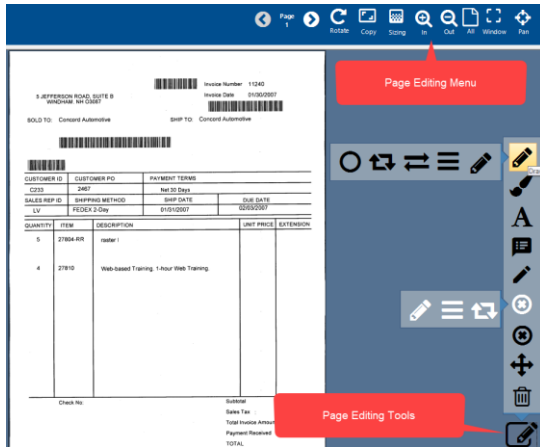 Page
1
Rotate Copy Sizing In Out All Window Pan
Page Editing Menu
Invoice Number 11240
5 JEFFERSON ROAD, SUITE B
Invoice Date 01/30/2007
WINDHAM, NH 03087
SOLD TO: Concord Automotive SHIP TO: Concord Automotive
CUSTOMER ID CUSTOMER PO PAYMENT TERMS
C233 2467 Net 30 Days
SALES REP ID SHIPPING METHOD SHIP DATE DUE DATE
LV FEDEX 2-Day 01/31/2007 02/03/2007
QUANTITY ITEM DESCRIPTION UNIT PRICE EXTENSION
5 27804-RR raster i
4 27810 Web-based Training, 1-hour Web Training.
Dra
A
Check No: Subtotal
Sales Tax :
Total Invoice Amoun
Payment Received
TOTAL
Page Editing Tools